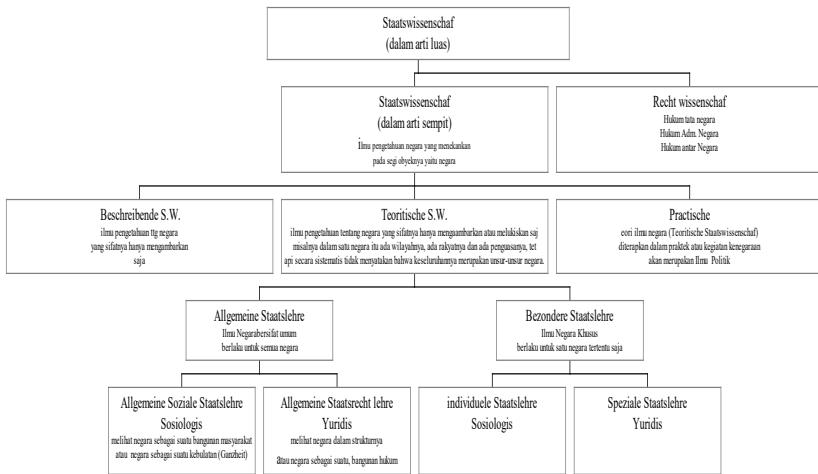 Staatswissenschaf
(dalam arti luas)
Staatswissenschaf
(dalam arti sempit)
ilmu pengetahuan negara yang menekankan
pada segi obyeknya yaitu negara
Recht wissenschaf
Hukum tata negara
Hukum Adm. Negara
Hukum antar Negara
Beschreibende S.W.
ilmu pengetahuan ttg negara
yang sifatnya hanya mengambarkan
saja
Teoritische S.W.
ilmu pengetahuan tentang negara yang sifatnya hanya menggambarkan atau melukiskan saj
misalnya dalam satu negara itu ada wilayahnya, ada rakyatnya dan ada penguasanya, tet
api secara sistematis tidak menyatakan bahwa keseluruhannya merupakan unsur-unsur negara.
Practische
eori ilmu negara (Teoritische Staatswissenschaf)
diterapkan dalam praktek atau kegiatan kenegaraan
akan merupakan Ilmu Politik
Allgemeine Staatslehre
Ilmu Negarabersifat umum
berlaku untuk semua negara
Bezondere Staatslehre
Ilmu Negara Khusus
berlaku untuk satu negara tertentu saja
Allgemeine Soziale Staatslehre
Sosiologis
melihat negara sebagai suatu bangunan masyarakat
atau negara sebagai suatu kebulatan (Ganzheit)
Allgemeine Staatsrecht lehre
Yuridis
melihat negara dalam strukturnya
atau negara sebagai suatu, bangunan hukum
individuele Staatslehre
Sosiologis
Speziale Staatslehre
Yuridis